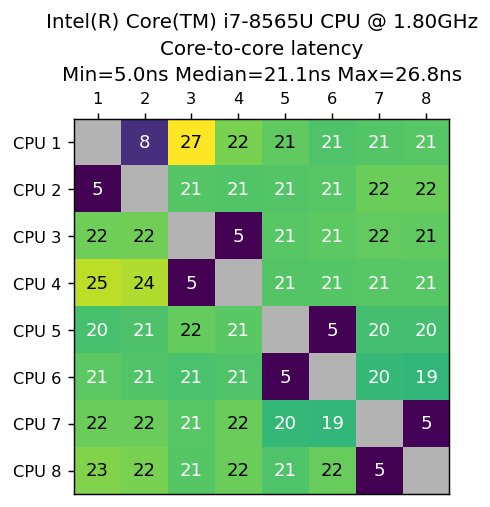 Intel(R) Core(TM) i7-8565U CPU @ 1.80GHz
Core-to-core latency
Min=5.0ns Median=21.1ns Max=26.8ns
1 2 3 4 5 6 7 8
CPU 1 8 27 22 21 21 21 21
CPU 2 5 21 21 21 21 22 22
CPU 3 22 22 5 21 21 22 21
CPU 4 25 24 5 21 21 21 21
CPU 5 20 21 22 21 5 20 20
CPU 6 21 21 21 21 5 20 19
CPU 7 22 22 21 22 20 19 5
CPU 8 23 22 21 22 21 22 5